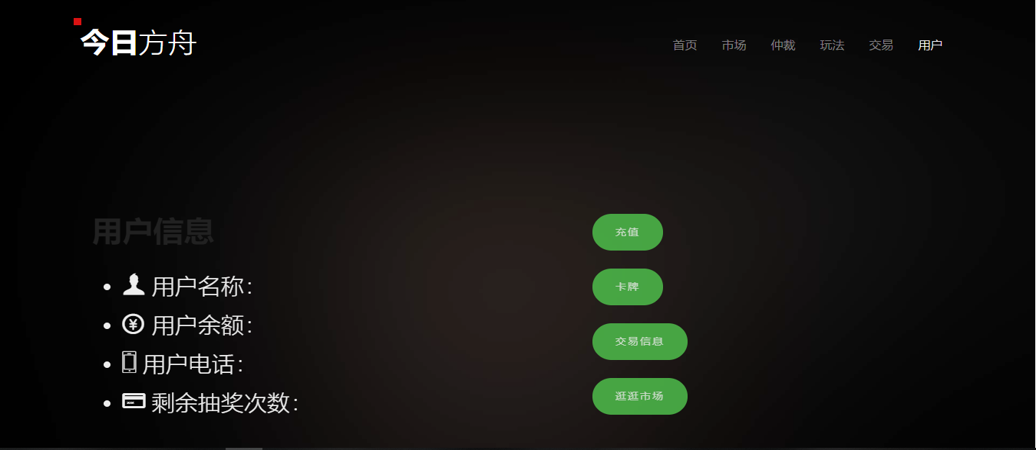 今日方舟
首页 市场 仲裁 玩法 交易 用户
用户信息
用户名称:
用户余额:
用户电话:
剩余抽奖次数:
充值
卡牌
交易信息
逛逛市场